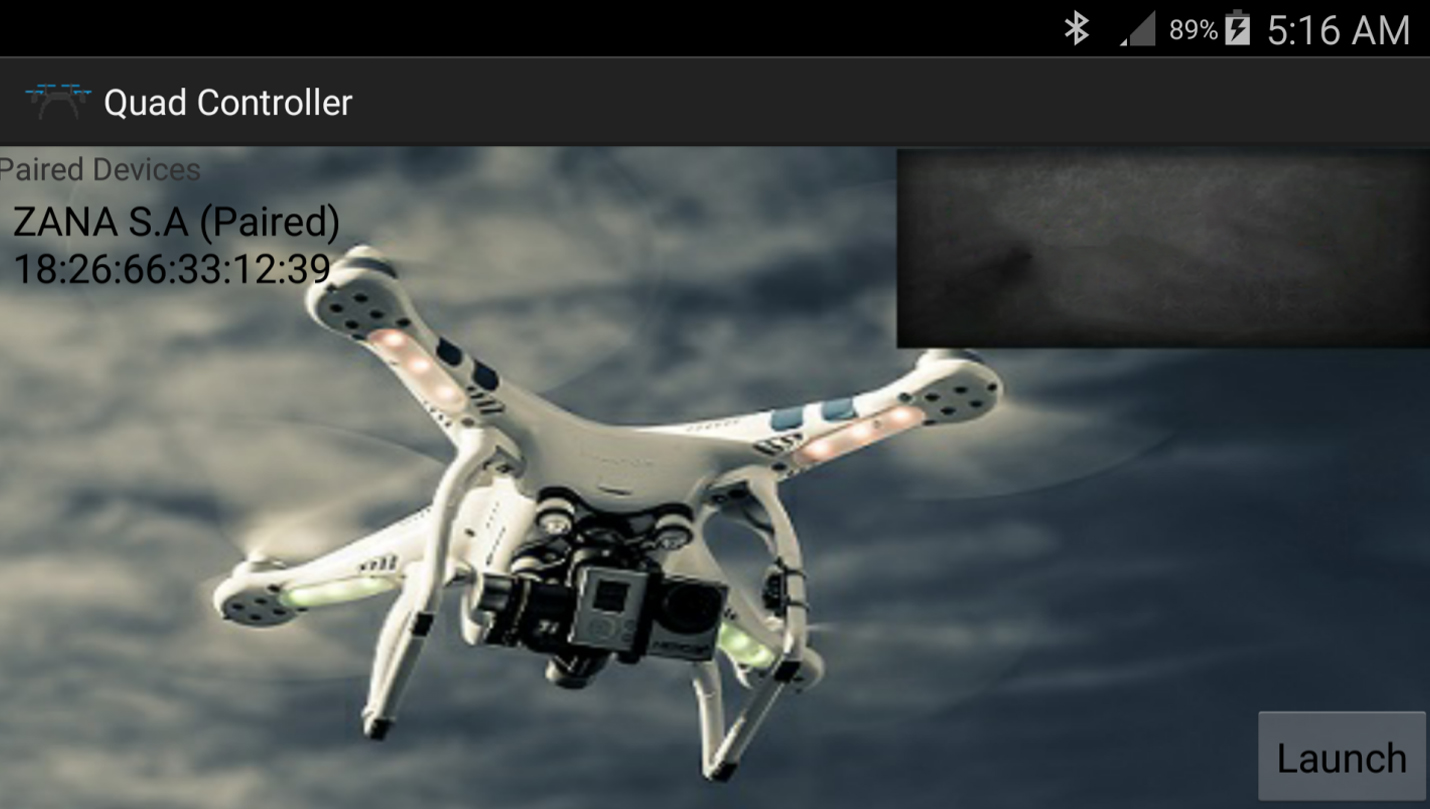 89% 5:16 AM
Quad Controller
Paired Devices
ZANA S.A (Paired)
18:26:66:33:12:39
Launch